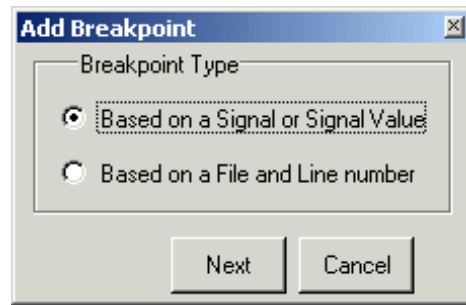 Add Breakpoint
Breakpoint Type
Based on a Signal or Signal Value
Based on a File and Line number
Next
Cancel